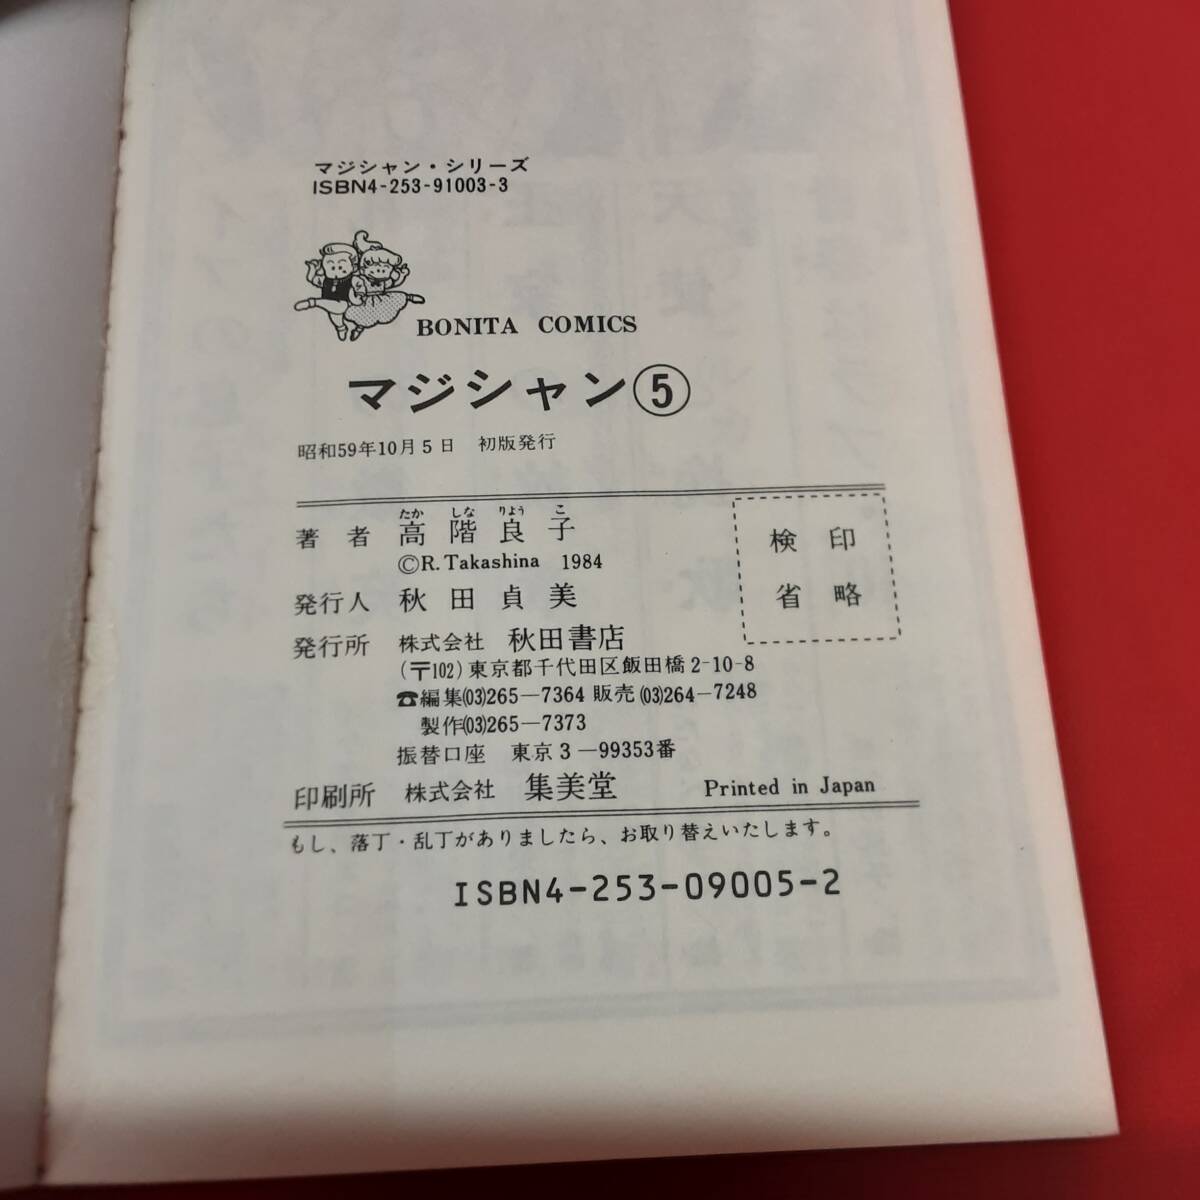 マジシャン・シリーズ
ISBN4-253-91003-3
BONITA COMICS
マジシャン⑤
昭和59年10月5日 初版発行
著者 高階良子
たか しな りよう こ
©R. Takashina 1984
検印
省略
発行人 秋田貞美
発行所 株式会社 秋田書店
(〒102)東京都千代田区飯田橋2-10-8
☎編集(03)265-7364 販売(03)264-7248
製作(03)265-7373
振替口座 東京3-99353番
印刷所 株式会社 集美堂 Printed in Japan
もし、落丁・乱丁がありましたら、お取り替えいたします。
ISBN4-253-09005-2